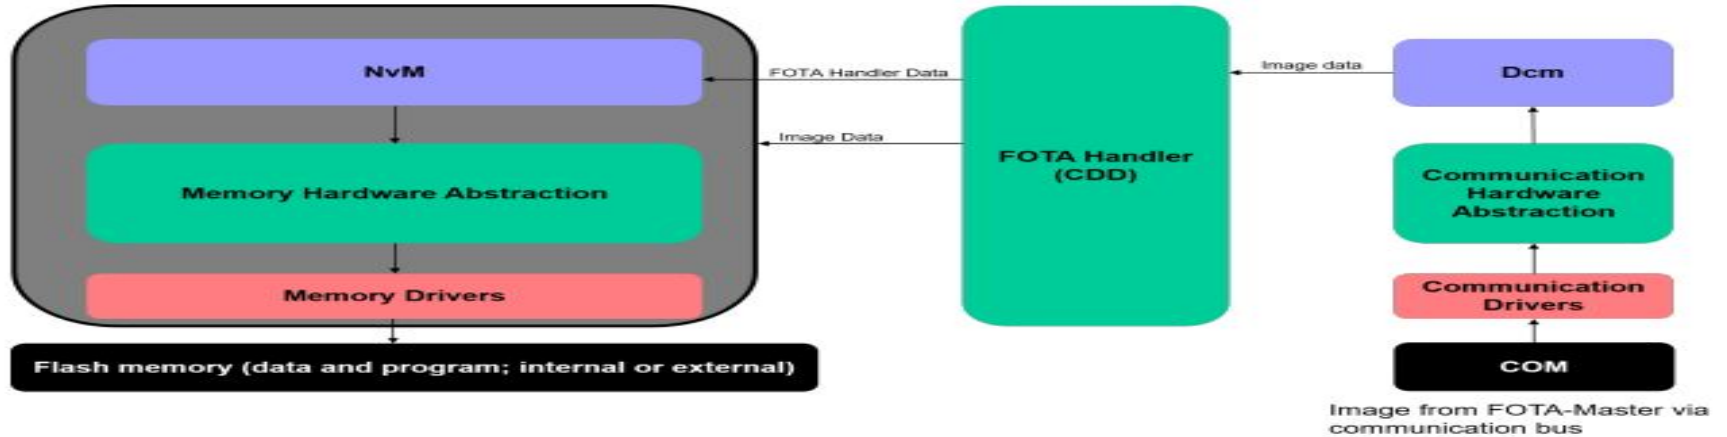 NvM
FOTA Handler Data
Image data
Dcm
Image Data
Memory Hardware Abstraction
FOTA Handler
(CDD)
Communication
Hardware
Abstraction
Memory Drivers
Communication
Drivers
Flash memory (data and program; internal or external)
COM
Image from FOTA-Master via
communication bus